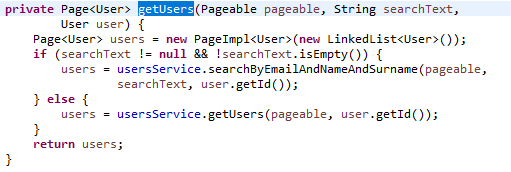 private Page<User> getUsers(Pageable pageable, String searchText,
        User user) {
    Page<User> users = new PageImpl<User>(new LinkedList<User>());
    if (searchText != null && !searchText.isEmpty()) {
        users = usersService.searchByEmailAndNameAndSurname(pageable,
                searchText, user.getId());
    } else {
        users = usersService.getUsers(pageable, user.getId());
    }
    return users;
}